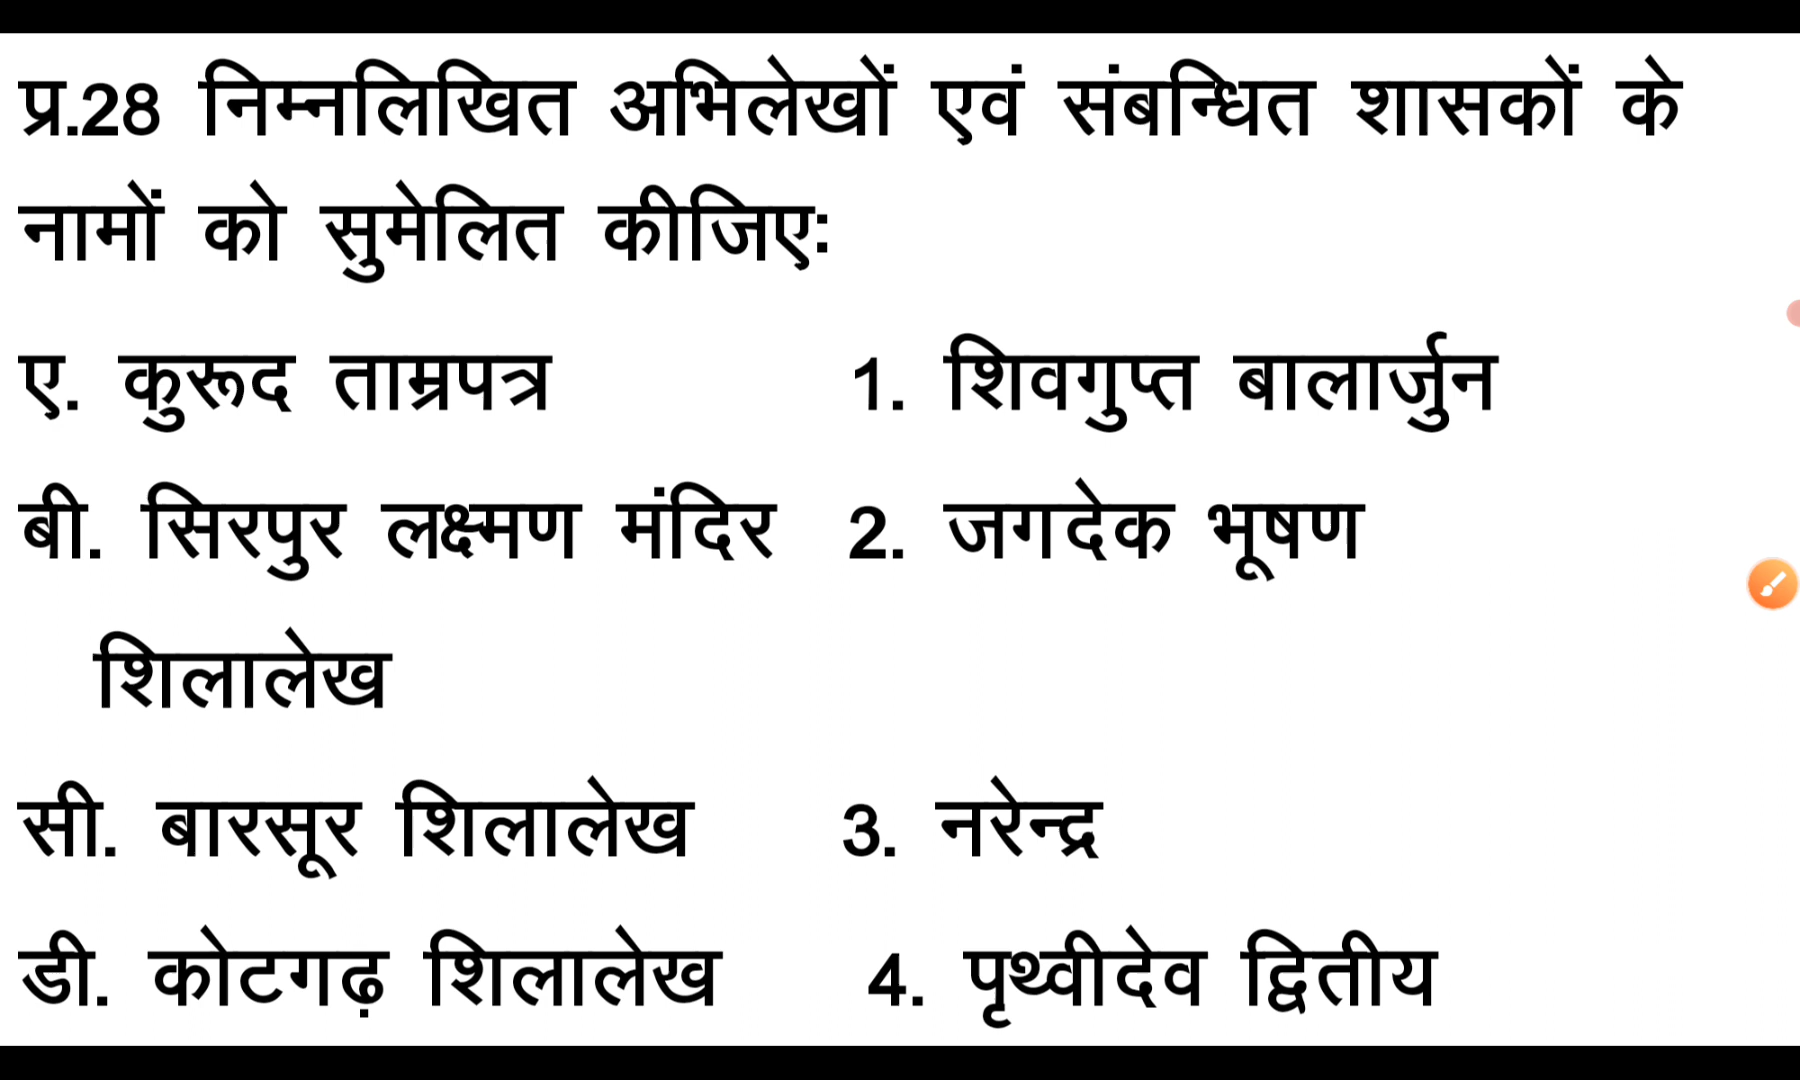 प्र.28 निम्नलिखित अभिलेखों एवं संबन्धित शासकों के
नामों को सुमेलित कीजिएः
ए. कुरूद ताम्रपत्र 1. शिवगुप्त बालार्जुन
बी. सिरपुर लक्ष्मण मंदिर 2. जगदेक भूषण
शिलालेख
सी. बारसूर शिलालेख 3. नरेन्द्र
डी. कोटगढ़ शिलालेख 4. पृथ्वीदेव द्वितीय